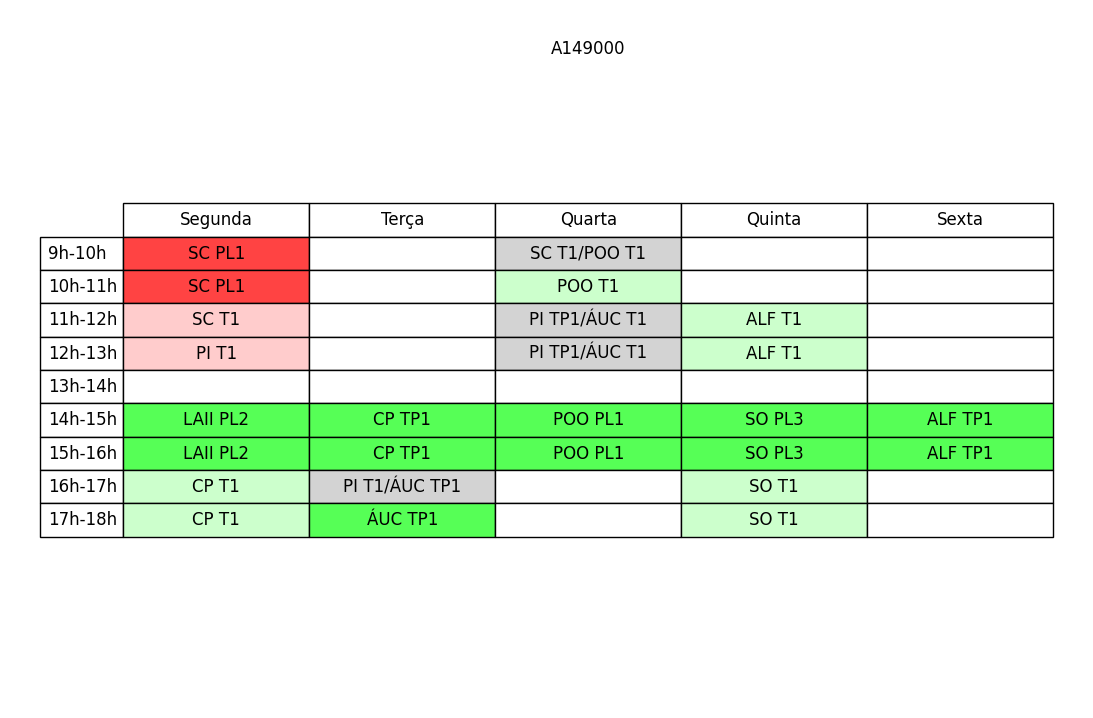 A149000
Segunda Terça Quarta Quinta Sexta
9h-10h SC PL1 SC T1/POO T1
10h-11h SC PL1 POO T1
11h-12h SC T1 PI TP1/ÁUC T1 ALF T1
12h-13h PI T1 PI TP1/ÁUC T1 ALF T1
13h-14h
14h-15h LAII PL2 CP TP1 POO PL1 SO PL3 ALF TP1
15h-16h LAII PL2 CP TP1 POO PL1 SO PL3 ALF TP1
16h-17h CP T1 PI T1/ÁUC TP1 SO T1
17h-18h CP T1 ÁUC TP1 SO T1